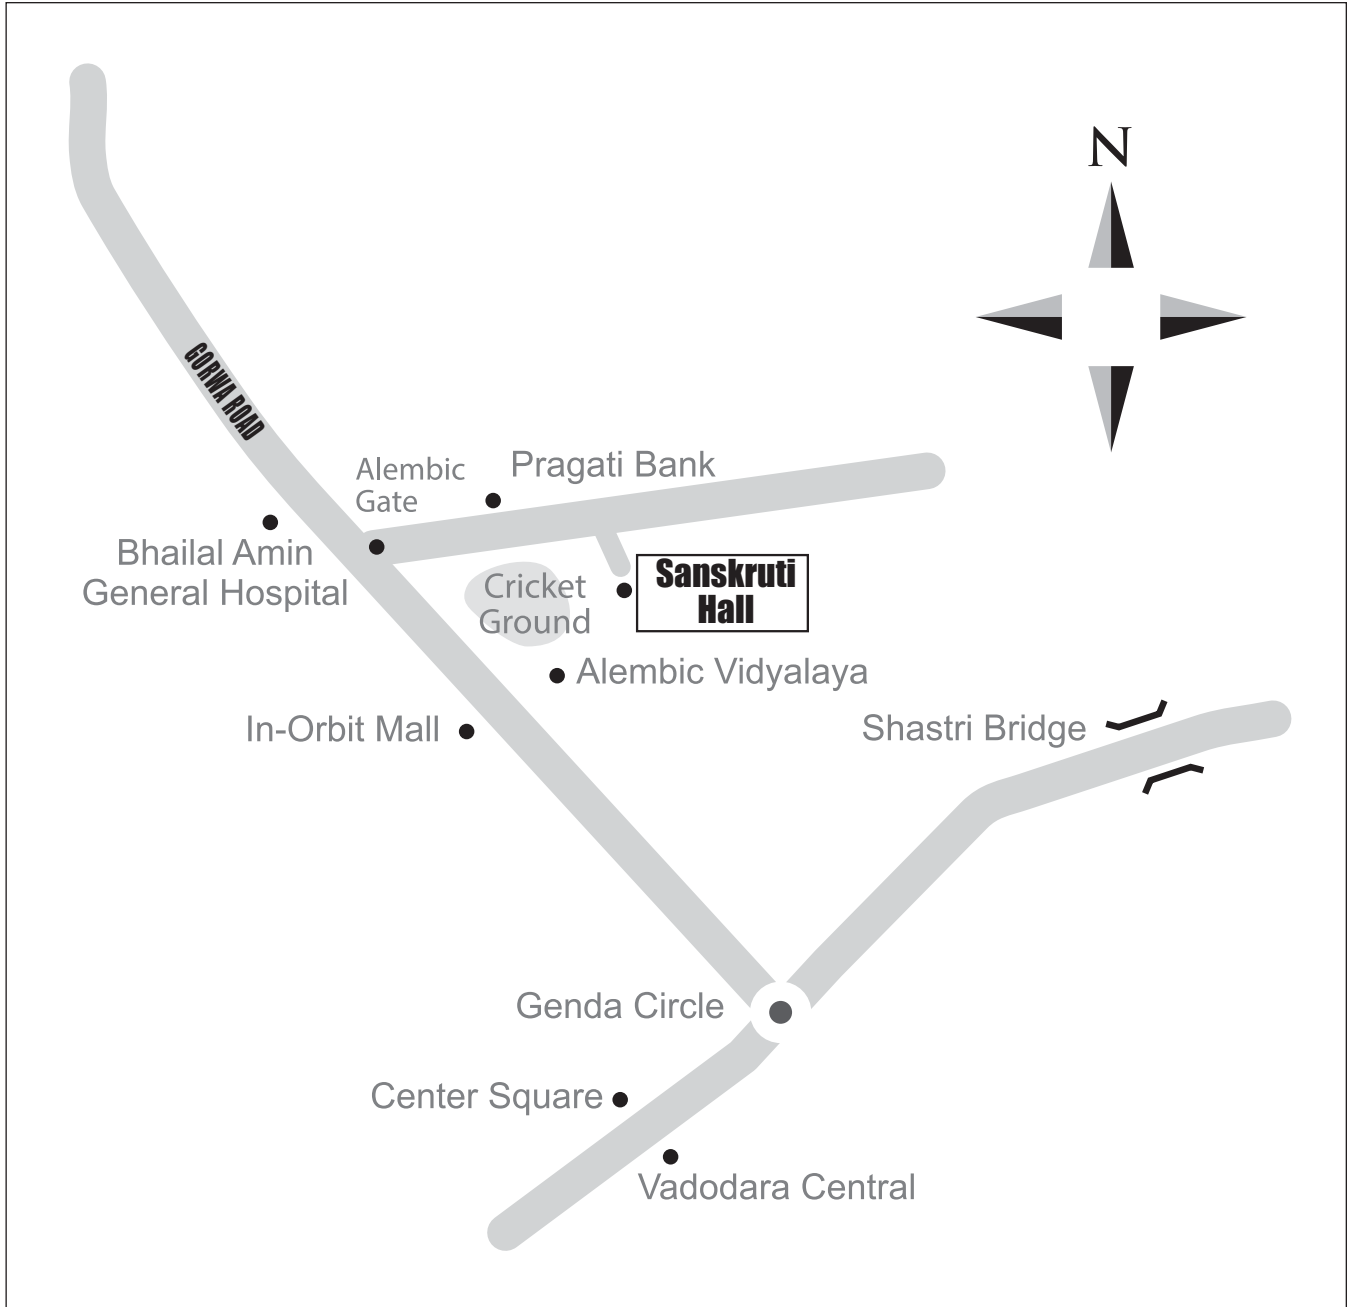 N
GORWA ROAD
Alembic
Gate
Pragati Bank
Bhailal Amin
General Hospital
Cricket
Ground
Sanskruti
Hall
Alembic Vidyalaya
In-Orbit Mall
Shastri Bridge
Genda Circle
Center Square
Vadodara Central